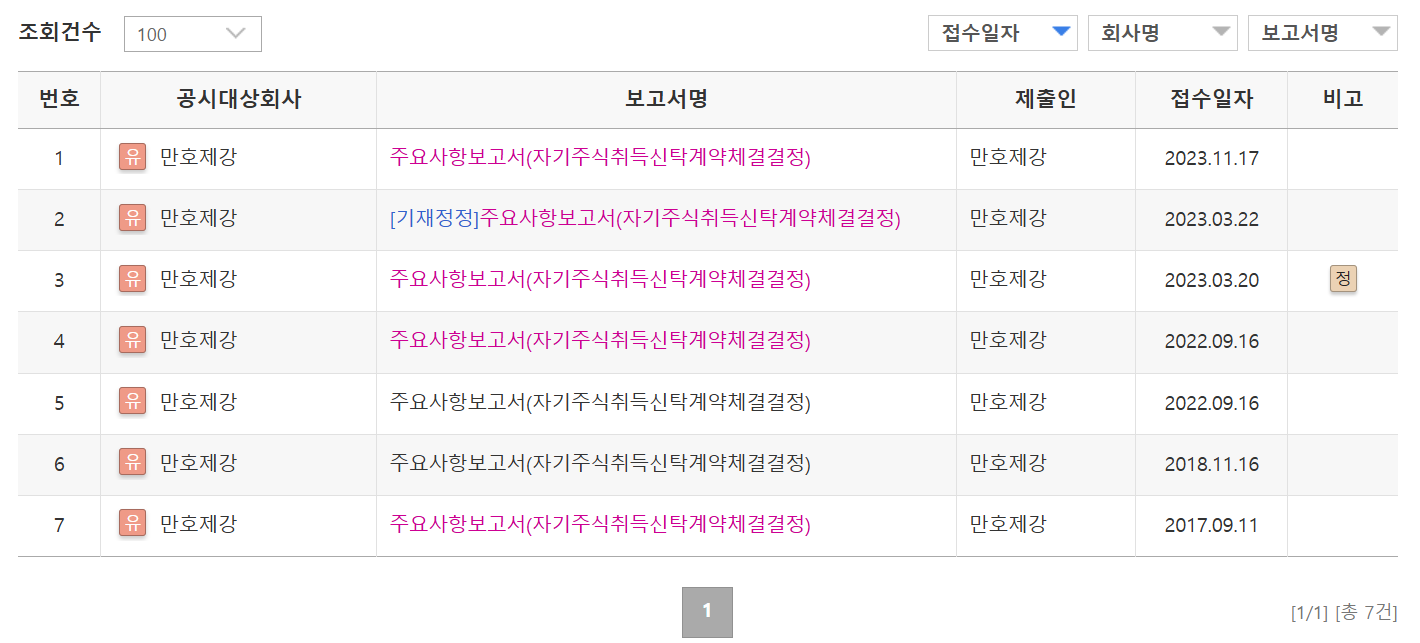 조회건수 100 접수일자 회사명 보고서명
번호 공시대상회사 보고서명 제출인 접수일자 비고
1 유 만호제강 주요사항보고서(자기주식취득신탁계약체결결정) 만호제강 2023.11.17
2 유 만호제강 [기재정정]주요사항보고서(자기주식취득신탁계약체결결정) 만호제강 2023.03.22
3 유 만호제강 주요사항보고서(자기주식취득신탁계약체결결정) 만호제강 2023.03.20 정
4 유 만호제강 주요사항보고서(자기주식취득신탁계약체결결정) 만호제강 2022.09.16
5 유 만호제강 주요사항보고서(자기주식취득신탁계약체결결정) 만호제강 2022.09.16
6 유 만호제강 주요사항보고서(자기주식취득신탁계약체결결정) 만호제강 2018.11.16
7 유 만호제강 주요사항보고서(자기주식취득신탁계약체결결정) 만호제강 2017.09.11
1 [1/1] [총 7건]